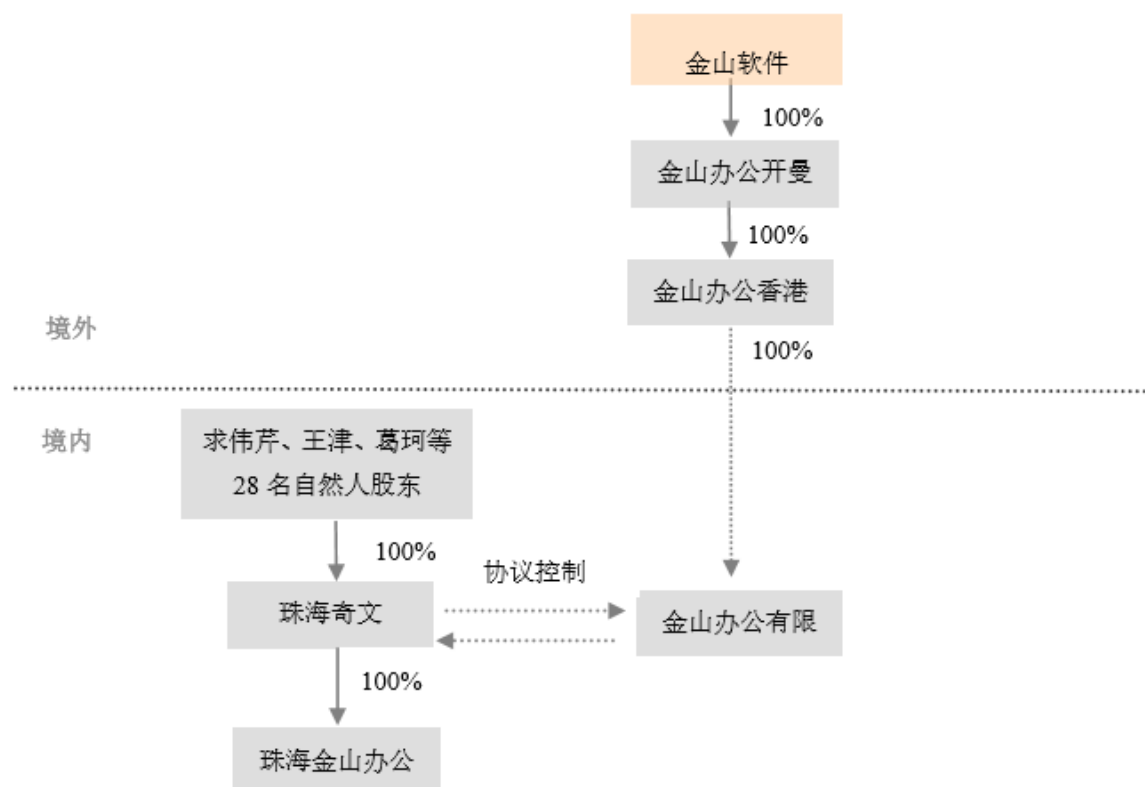 金山软件
100%
金山办公开曼
100%
金山办公香港
境外
100%
境内
求伟芹、王津、葛珂等
28 名自然人股东
100%
协议控制
珠海奇文
金山办公有限
100%
珠海金山办公